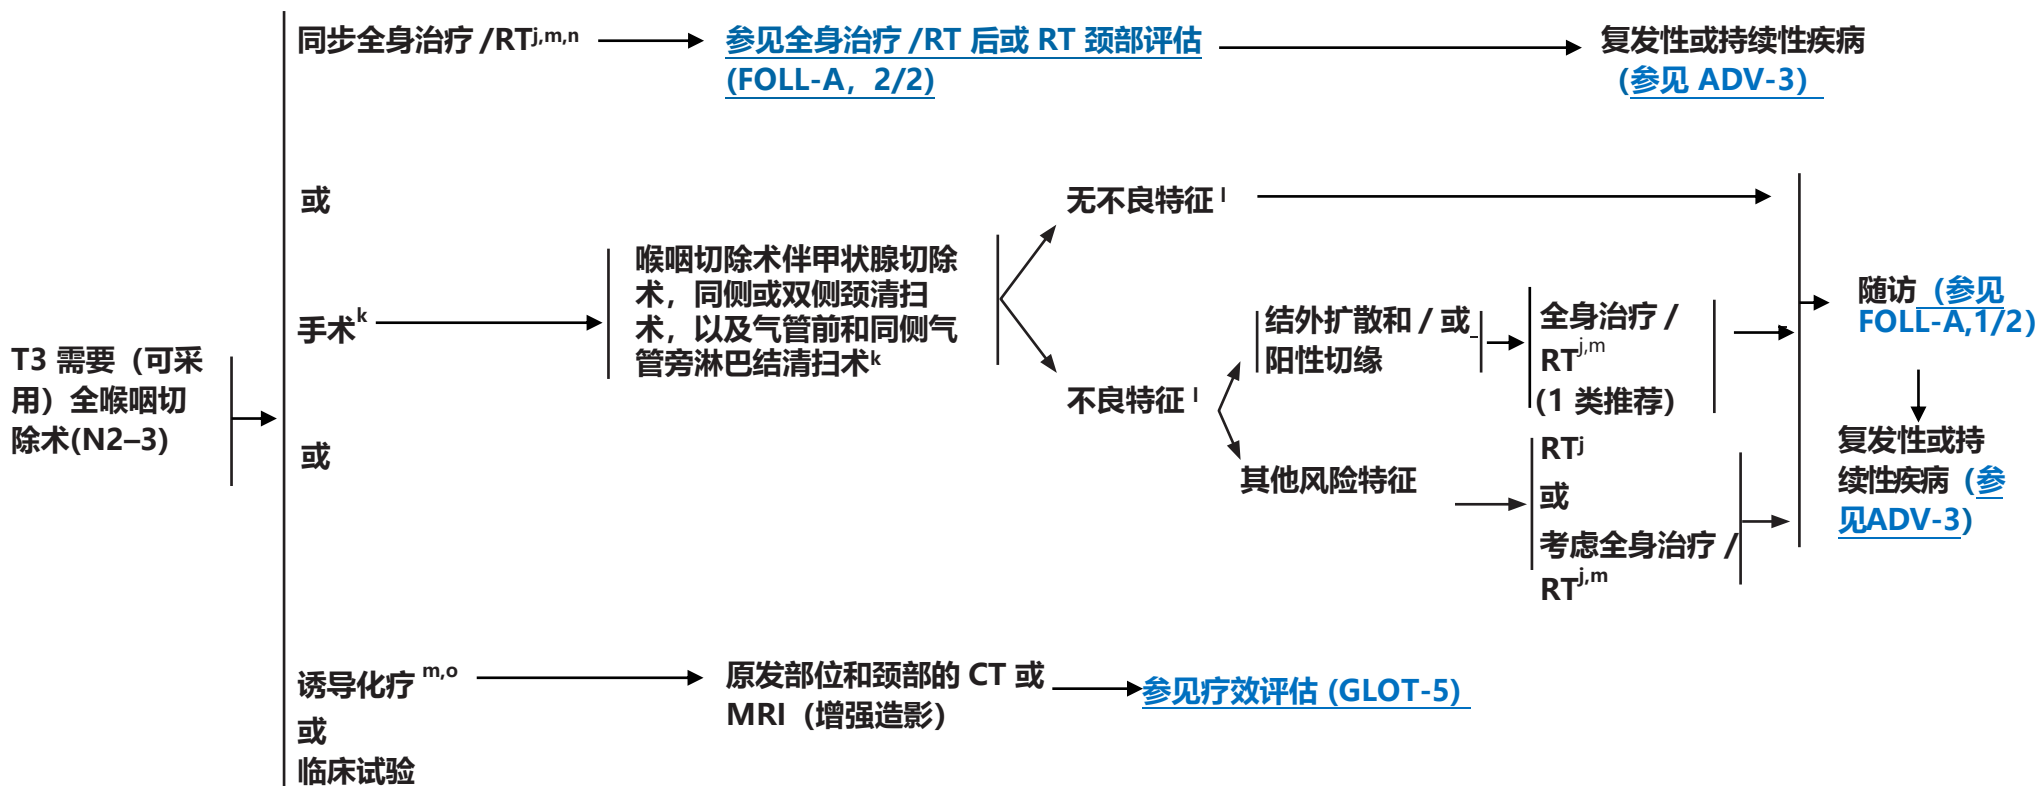 同步全身治疗 /RTj,m,n
参见全身治疗 /RT 后或 RT 颈部评估
(FOLL-A，2/2)
复发性或持续性疾病
(参见 ADV-3)
或
无不良特征 l
喉咽切除术伴甲状腺切除
术，同侧或双侧颈清扫
术，以及气管前和同侧气
管旁淋巴结清扫术k
手术k
T3 需要（可采
用）全喉咽切
除术(N2–3)
不良特征 l
结外扩散和 / 或
阳性切缘
全身治疗 /
RTj,m
(1 类推荐)
随访（参见
FOLL-A,1/2)
或
其他风险特征
RTj
或
考虑全身治疗 /
RTj,m
复发性或持
续性疾病（参
见ADV-3)
诱导化疗 m,o
或
临床试验
原发部位和颈部的 CT 或
MRI（增强造影）
参见疗效评估 (GLOT-5)